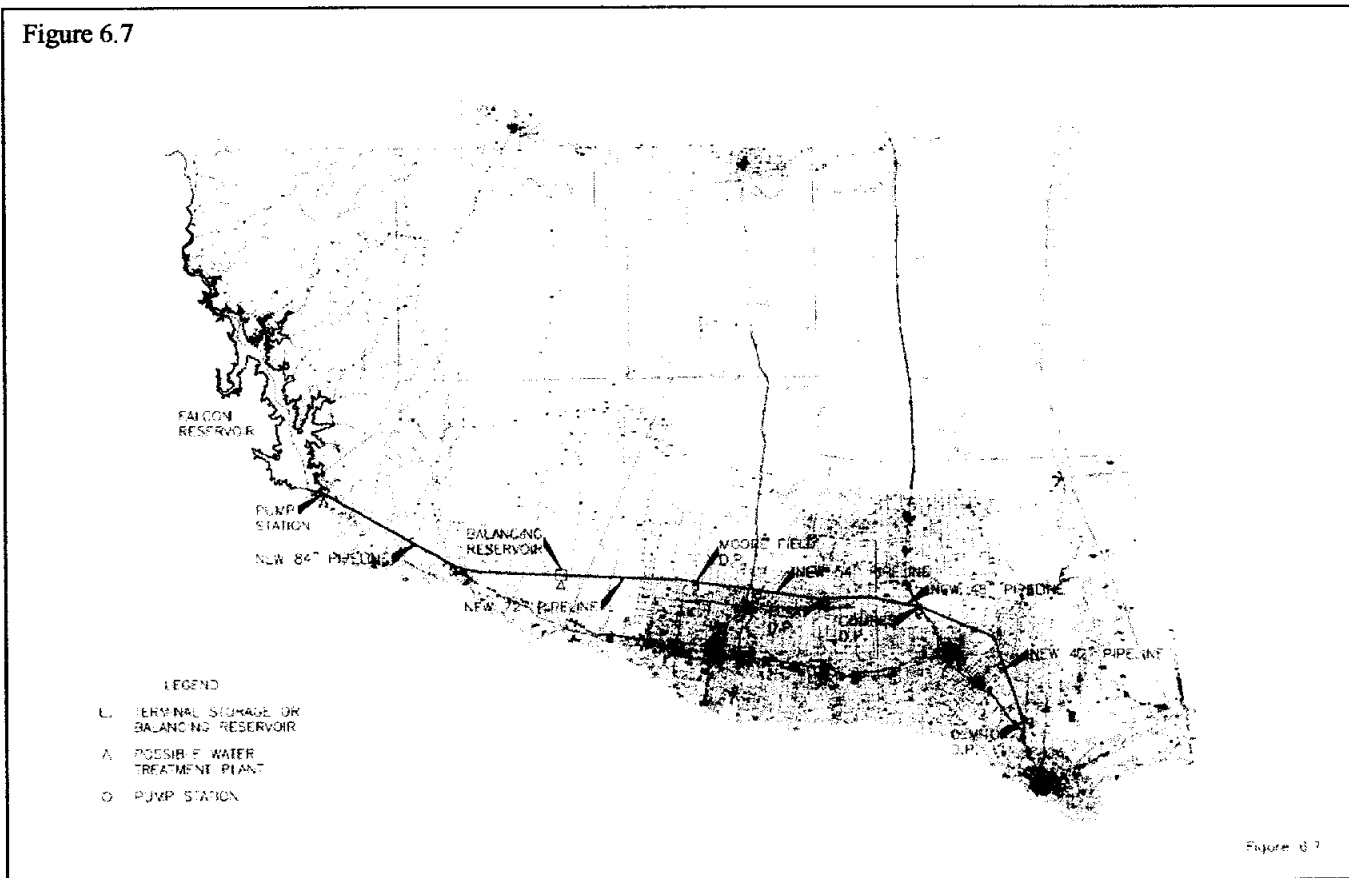 Figure 6.7
FALCON
RESERVOIR
PUMP
STATION
NEW 84" PIPELINE
BALANCING
RESERVOIR
NEW 72" PIPELINE
MOORE FIELD
D.P.
NEW 54" PIPELINE
D.P.
NEW 48" PIPELINE
D.P.
NEW 42" PIPELINE
D.P.
LEGEND
TERMINAL STORAGE OR
BALANCING RESERVOIR
POSSIBLE WATER
TREATMENT PLANT
PUMP STATION
Figure 6.7